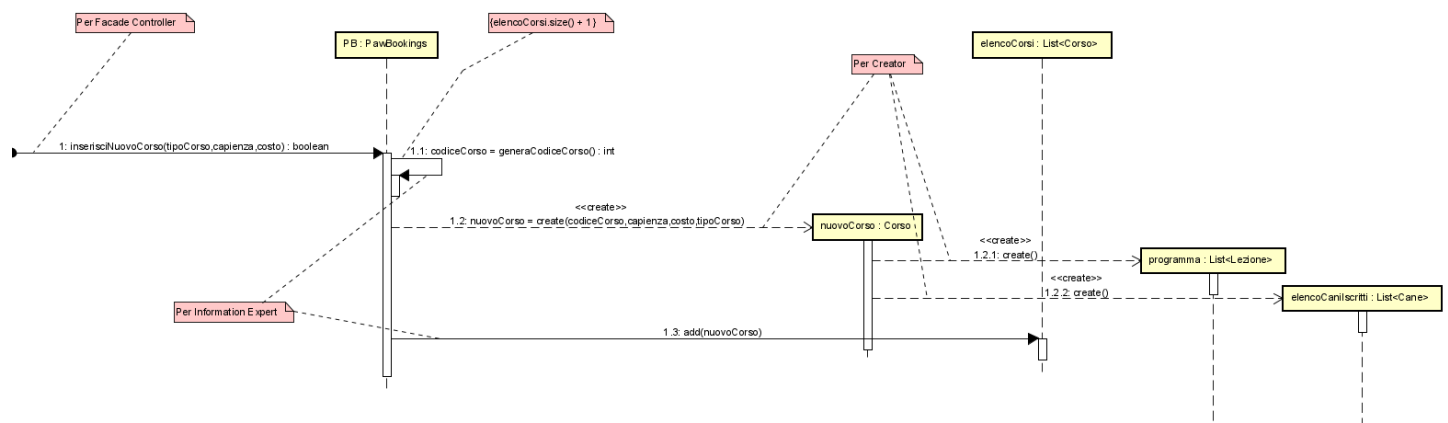 Per Facade Controller
{elencoCorsi.size() + 1}
PB : PawBookings
elencoCorsi : List<Corso>
Per Creator
1: inserisciNuovoCorso(tipoCorso,capienza,costo) : boolean
1.1: codiceCorso = generaCodiceCorso() : int
<<create>>
1.2: nuovoCorso = create(codiceCorso,capienza,costo,tipoCorso)
nuovoCorso : Corso
<<create>>
1.2.1: create()
programma : List<Lezione>
<<create>>
1.2.2: create()
elencoCaniIscritti : List<Cane>
Per Information Expert
1.3: add(nuovoCorso)